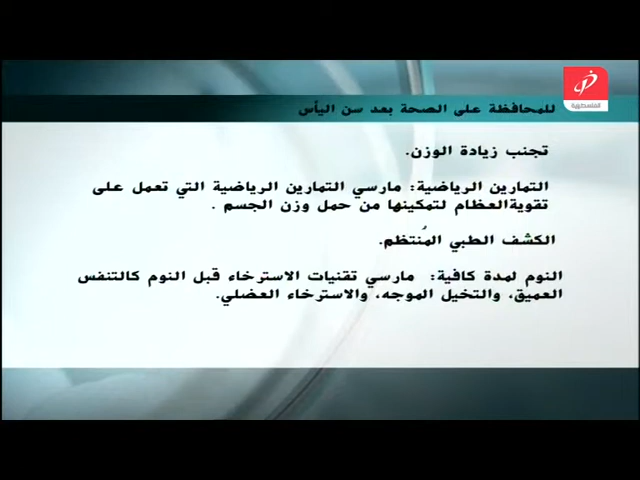 الفلسطينية
للمحافظة على الصحة بعد سن اليأس
تجنب زيادة الوزن.
التمارين الرياضية: مارسي التمارين الرياضية التي تعمل على
تقويةالعظام لتمكينها من حمل وزن الجسم .
الكشف الطبي المُنتظم.
النوم لمدة كافية: مارسي تقنيات الاسترخاء قبل النوم كالتنفس
العميق، والتخيل الموجه، والاسترخاء العضلي.